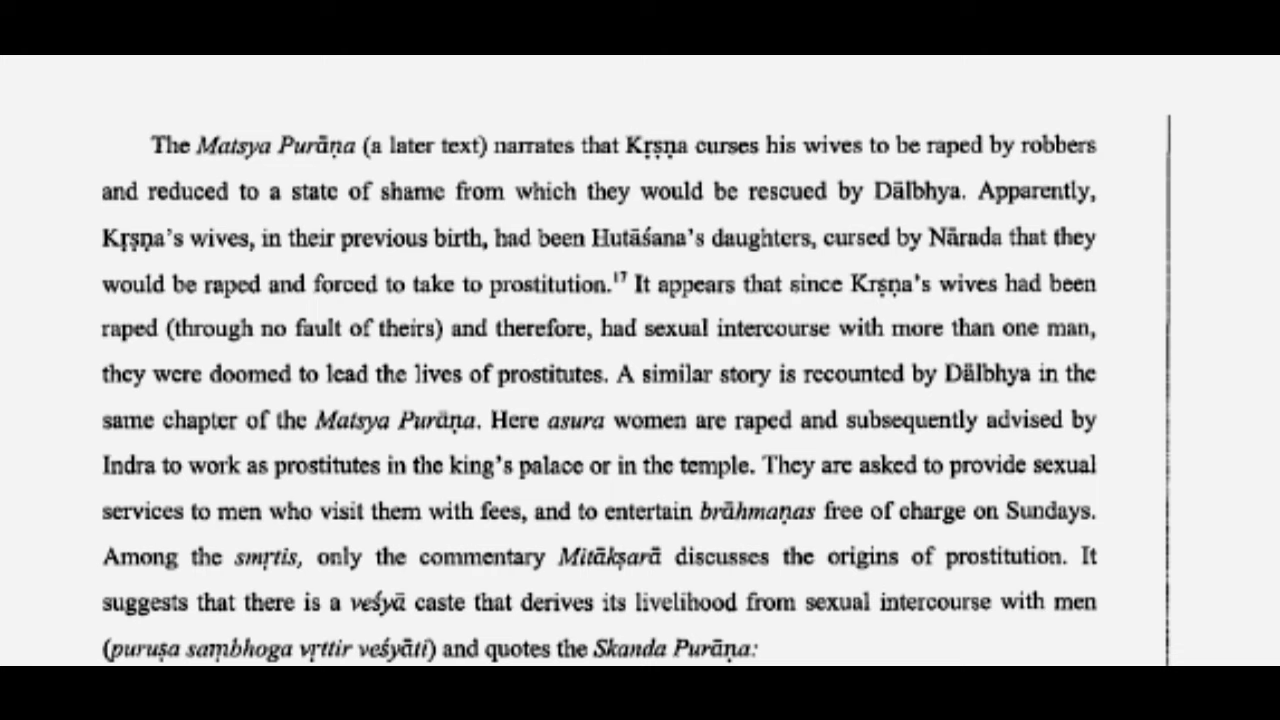 The Matsya Purāṇa (a later text) narrates that Kṛṣṇa curses his wives to be raped by robbers
and reduced to a state of shame from which they would be rescued by Dālbhya. Apparently,
Kṛṣṇa's wives, in their previous birth, had been Hutāśana's daughters, cursed by Nārada that they
would be raped and forced to take to prostitution.17 It appears that since Kṛṣṇa's wives had been
raped (through no fault of theirs) and therefore, had sexual intercourse with more than one man,
they were doomed to lead the lives of prostitutes. A similar story is recounted by Dālbhya in the
same chapter of the Matsya Purāṇa. Here asura women are raped and subsequently advised by
Indra to work as prostitutes in the king's palace or in the temple. They are asked to provide sexual
services to men who visit them with fees, and to entertain brāhmaṇas free of charge on Sundays.
Among the smṛtis, only the commentary Mitākṣarā discusses the origins of prostitution. It
suggests that there is a veśyā caste that derives its livelihood from sexual intercourse with men
(puruṣa saṃbhoga vṛttir veśyāti) and quotes the Skanda Purāṇa: